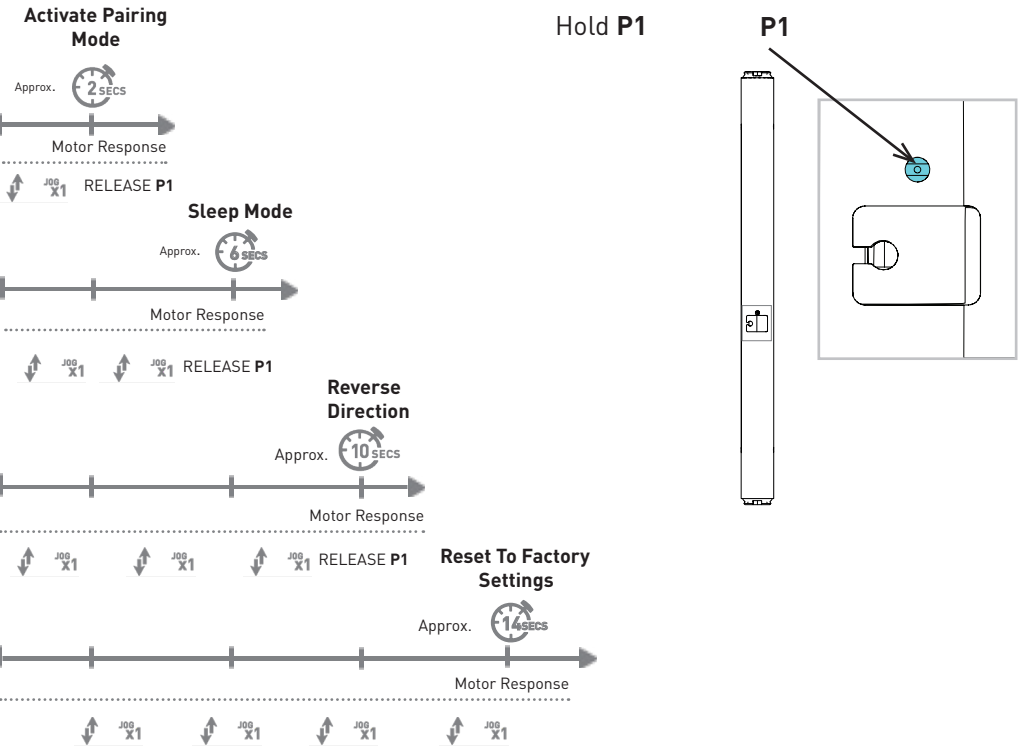 Activate Pairing
Mode
Approx. 2 SECS
Motor Response
JOG X1 RELEASE P1
Sleep Mode
Approx. 6 SECS
Motor Response
JOG X1 JOG X1 RELEASE P1
Reverse
Direction
Approx. 10 SECS
Motor Response
JOG X1 JOG X1 JOG X1 RELEASE P1
Reset To Factory
Settings
Approx. 14 SECS
Motor Response
JOG X1 JOG X1 JOG X1 JOG X1
Hold P1
P1